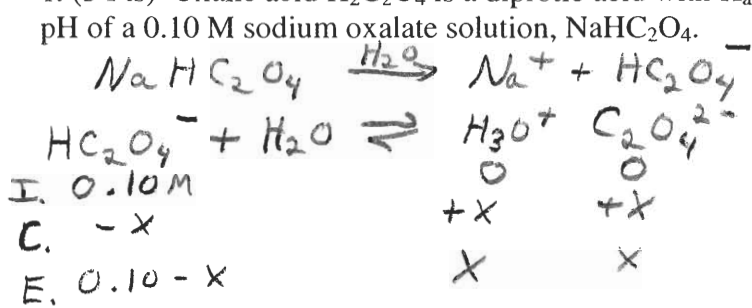 pH of a 0.10 M sodium oxalate solution, NaHC₂O₄.
NaHC₂O₄ H₂O→ Na⁺ + HC₂O₄⁻
HC₂O₄⁻ + H₂O ⇌ H₃O⁺ C₂O₄²⁻
I. 0.10M 0 0
C. -x +x +x
E. 0.10 - x x x